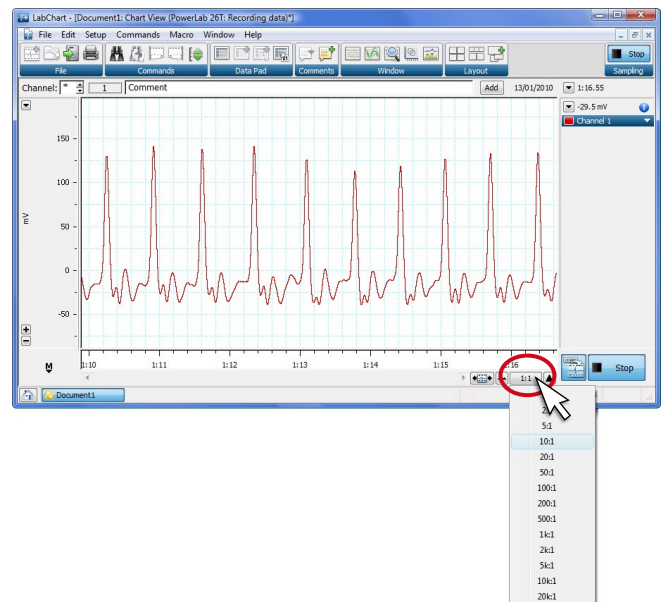 LabChart - [Document1: Chart View (PowerLab 26T: Recording data)*]
File Edit Setup Commands Macro Window Help
Stop
File Commands Data Pad Comments Window Layout Sampling
Channel: * 1 Comment Add 13/01/2010 1:16.55
-29.5 mV
Channel 1
150
100
50
mV
0
-50
M
1:10 1:11 1:12 1:13 1:14 1:15 1:16
1:1
Stop
Document1
5:1
10:1
20:1
50:1
100:1
200:1
500:1
1k:1
2k:1
5k:1
10k:1
20k:1